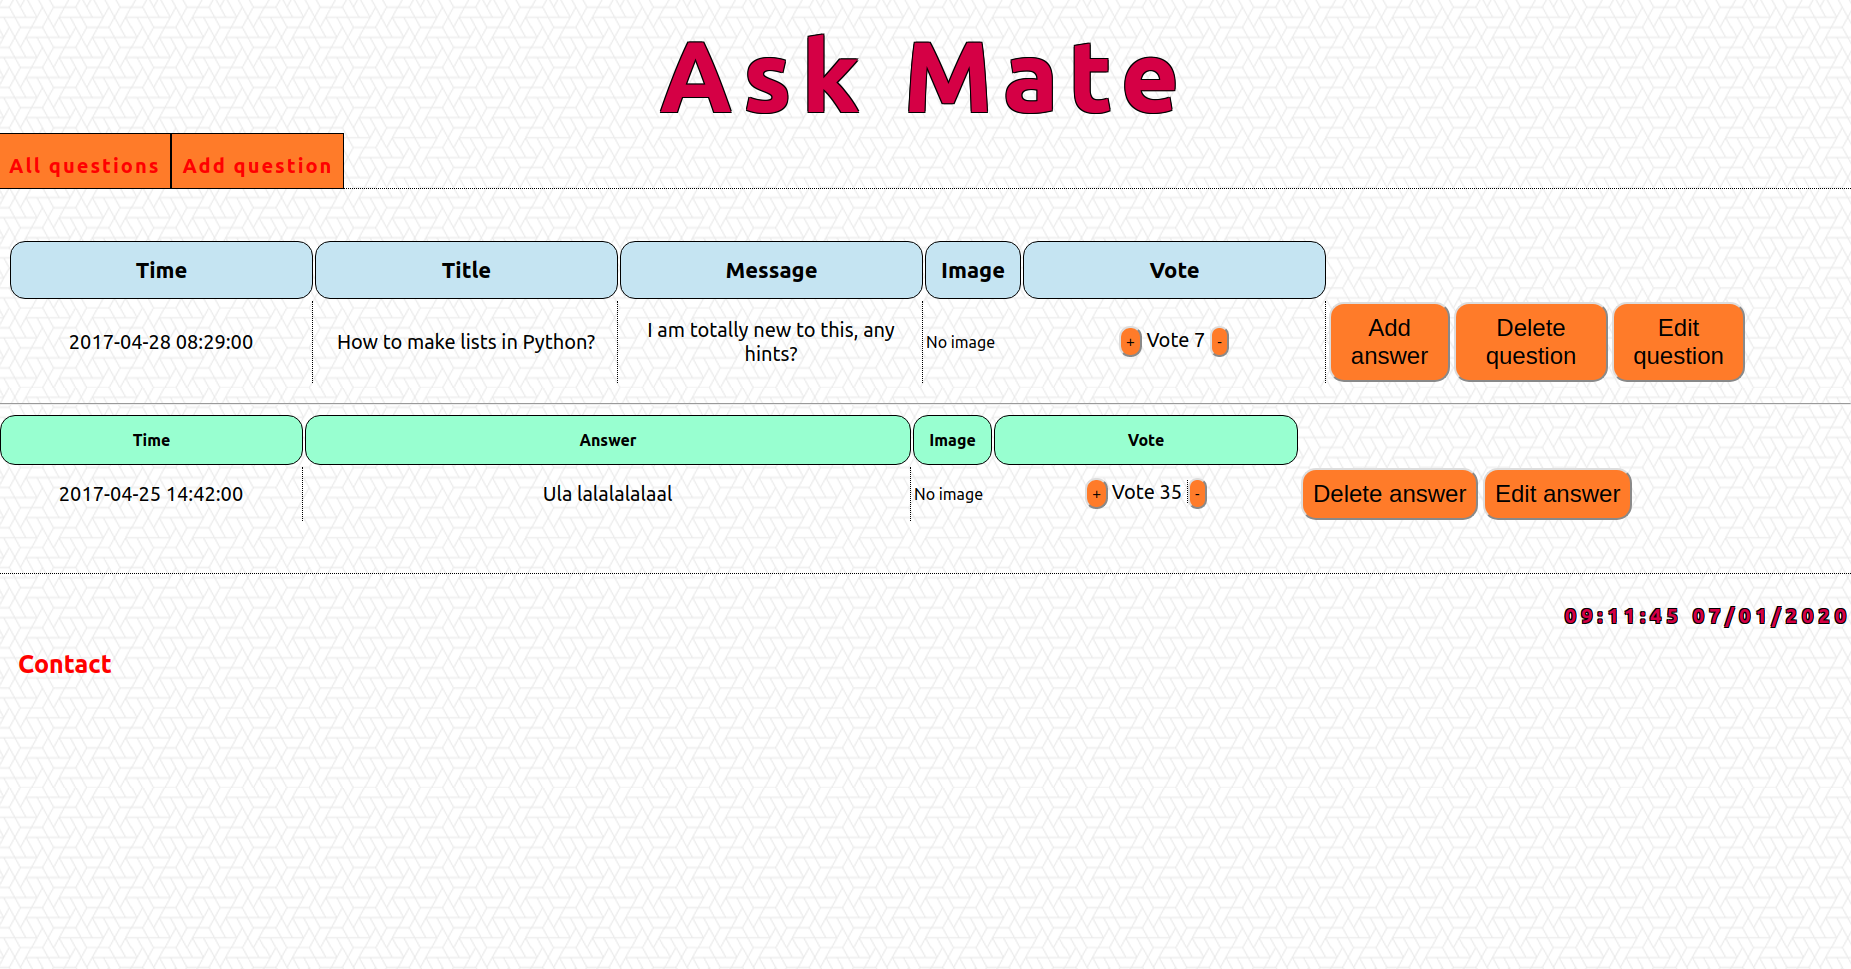 Ask Mate
All questions Add question
Time Title Message Image Vote
2017-04-28 08:29:00 How to make lists in Python? I am totally new to this, any hints? No image + Vote 7 - Add answer Delete question Edit question
Time Answer Image Vote
2017-04-25 14:42:00 Ula lalalalalaal No image + Vote 35 - Delete answer Edit answer
09:11:45 07/01/2020
Contact